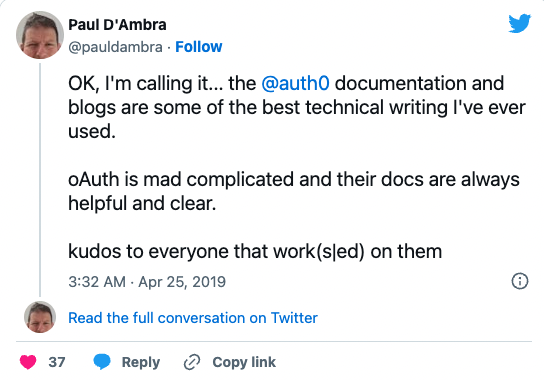 Paul D'Ambra
@pauldambra · Follow
OK, I'm calling it... the @auth0 documentation and
blogs are some of the best technical writing I've ever
used.
oAuth is mad complicated and their docs are always
helpful and clear.
kudos to everyone that work(s|ed) on them
3:32 AM · Apr 25, 2019
Read the full conversation on Twitter
37 Reply Copy link